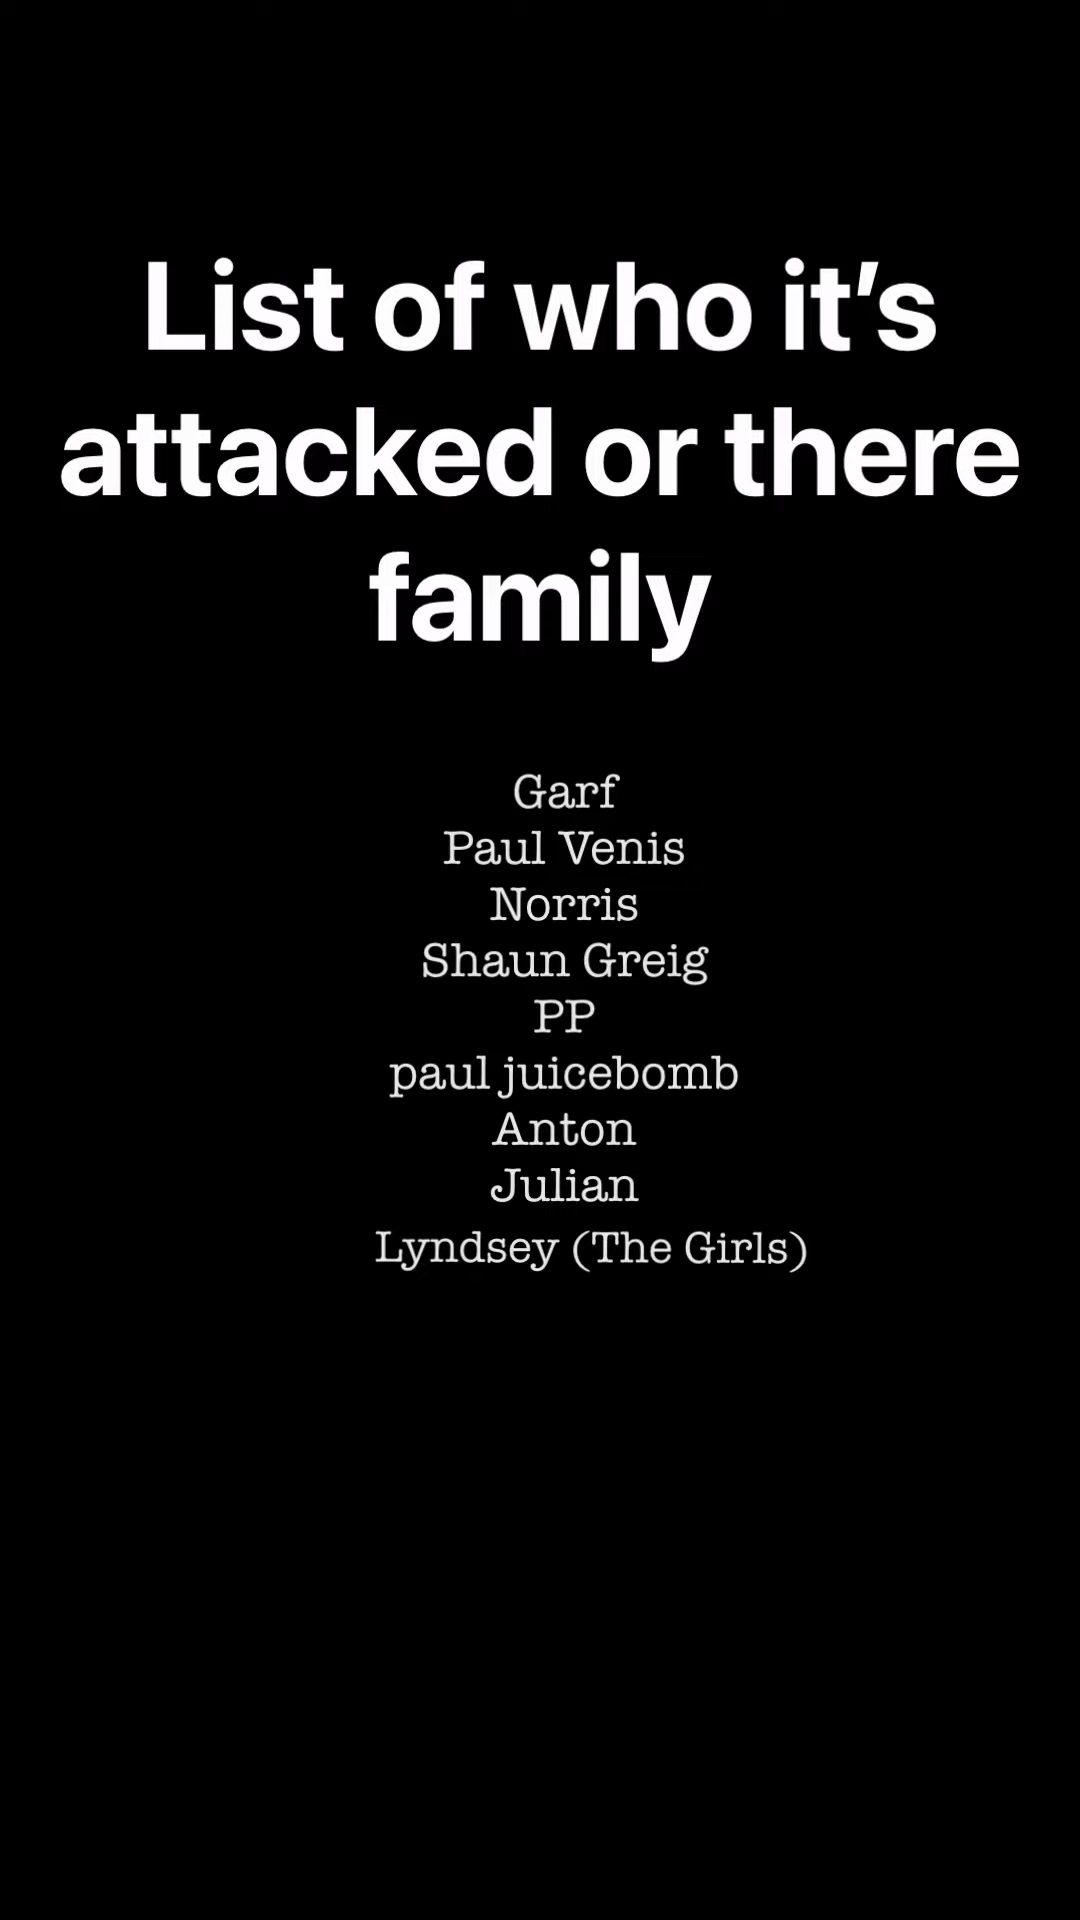 List of who it’s
attacked or there
family
Garf
Paul Venis
Norris
Shaun Greig
PP
paul juicebomb
Anton
Julian
Lyndsey (The Girls)